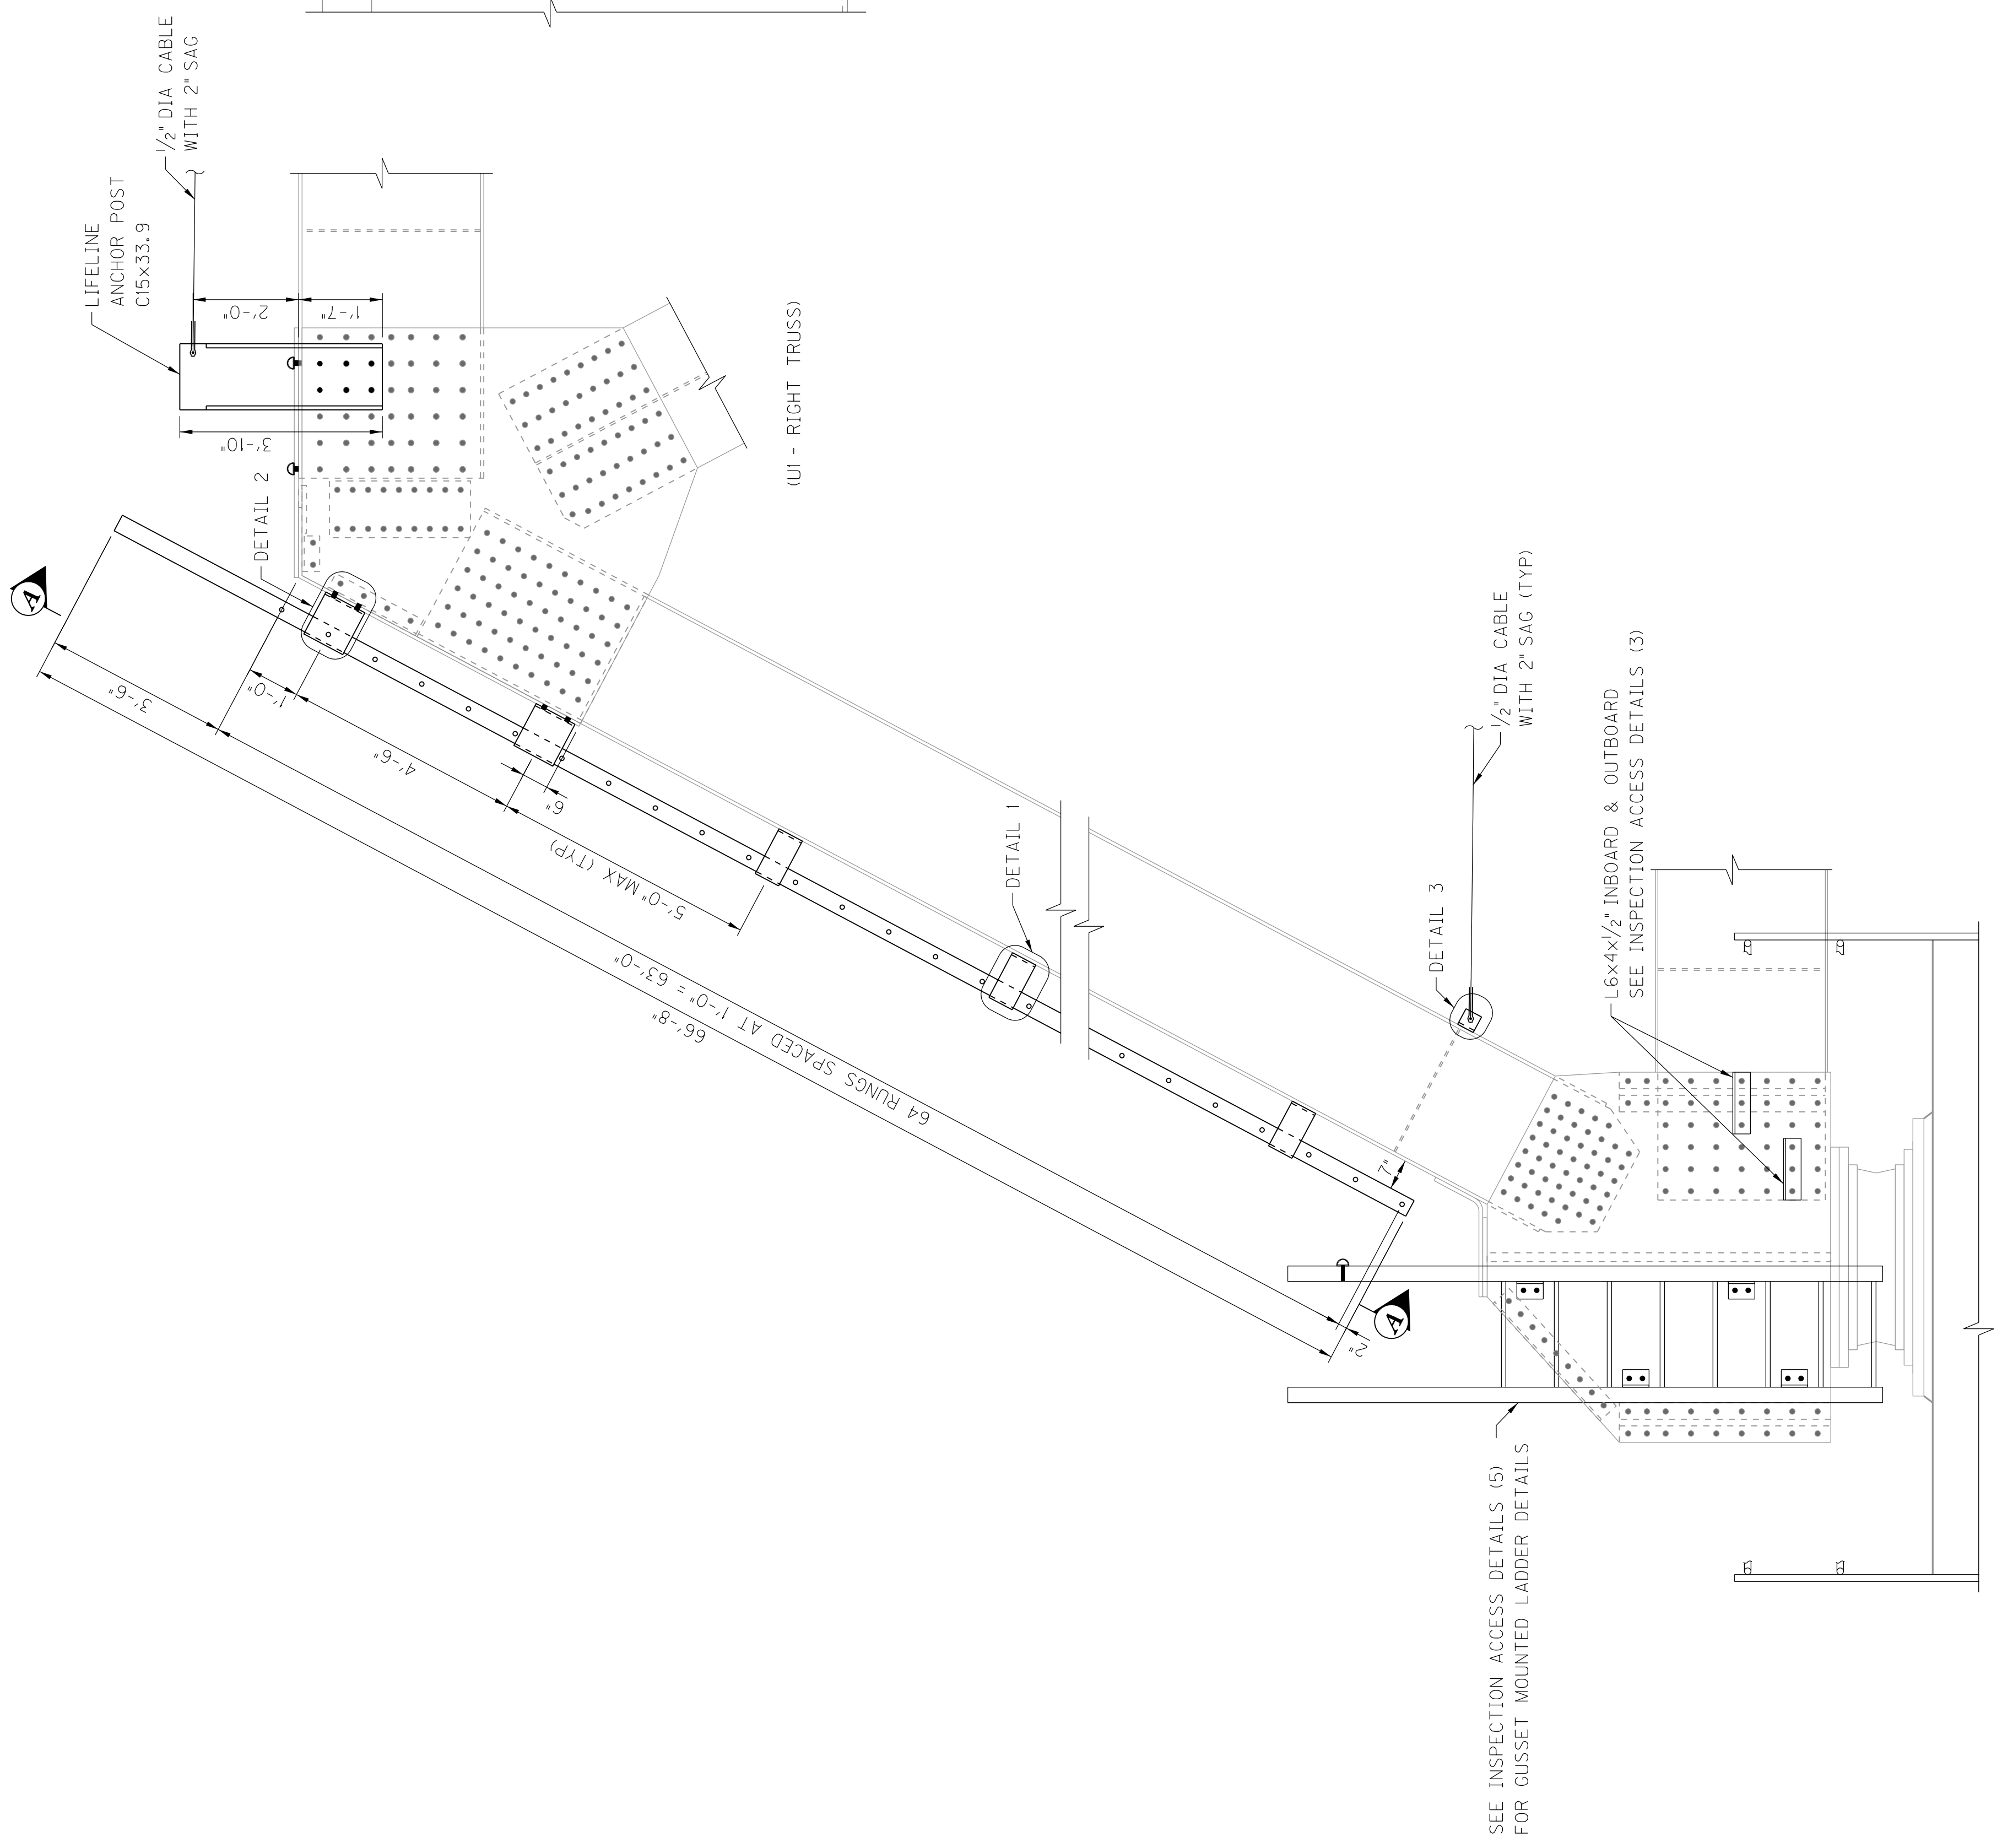 1/2" DIA CABLE
WITH 2" SAG
LIFELINE
ANCHOR POST
C15x33.9
2'-0"
1'-7"
3'-10"
DETAIL 2
(U1 - RIGHT TRUSS)
A
3'-6"
1'-0"
4'-6"
6"
5'-0" MAX (TYP)
64 RUNGS SPACED AT 1'-0" = 63'-0"
66'-8"
DETAIL 1
1/2" DIA CABLE
WITH 2" SAG (TYP)
DETAIL 3
L6x4x1/2" INBOARD & OUTBOARD
SEE INSPECTION ACCESS DETAILS (3)
7"
2"
A
SEE INSPECTION ACCESS DETAILS (5)
FOR GUSSET MOUNTED LADDER DETAILS